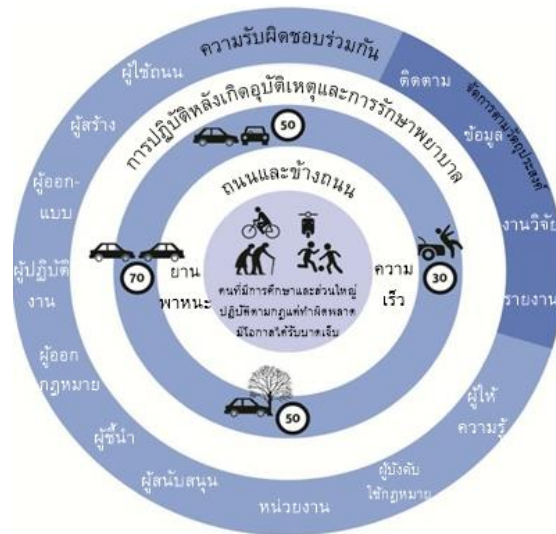 ความรับผิดชอบร่วมกัน
ติดตาม
ข้อมูล
จัดการตามวัตถุประสงค์
งานวิจัย
รายงาน
ผู้ให้
ความรู้
ผู้บังคับ
ใช้กฎหมาย
หน่วยงาน
ผู้สนับสนุน
ผู้ชี้นำ
ผู้ออก
กฎหมาย
ผู้ปฏิบัติ
งาน
ผู้ออก-
แบบ
ผู้สร้าง
ผู้ใช้ถนน
การปฏิบัติหลังเกิดอุบัติเหตุและการรักษาพยาบาล
50
30
50
70
ถนนและข้างถนน
ความ
เร็ว
ยาน
พาหนะ
คนที่มีการศึกษาและส่วนใหญ่
ปฏิบัติตามกฎแต่ทำผิดพลาด
มีโอกาสได้รับบาดเจ็บ